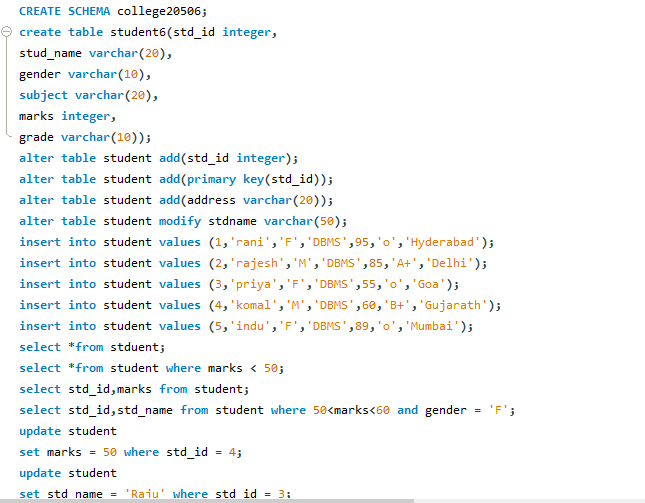 CREATE SCHEMA college20506;
create table student6(std_id integer,
stud_name varchar(20),
gender varchar(10),
subject varchar(20),
marks integer,
grade varchar(10));
alter table student add(std_id integer);
alter table student add(primary key(std_id));
alter table student add(address varchar(20));
alter table student modify stdname varchar(50);
insert into student values (1,'rani','F','DBMS',95,'o','Hyderabad');
insert into student values (2,'rajesh','M','DBMS',85,'A+','Delhi');
insert into student values (3,'priya','F','DBMS',55,'o','Goa');
insert into student values (4,'komal','M','DBMS',60,'B+','Gujarath');
insert into student values (5,'indu','F','DBMS',89,'o','Mumbai');
select *from stduent;
select *from student where marks < 50;
select std_id,marks from student;
select std_id,std_name from student where 50<marks<60 and gender = 'F';
update student
set marks = 50 where std_id = 4;
update student
set std_name = 'Raju' where std_id = 3;